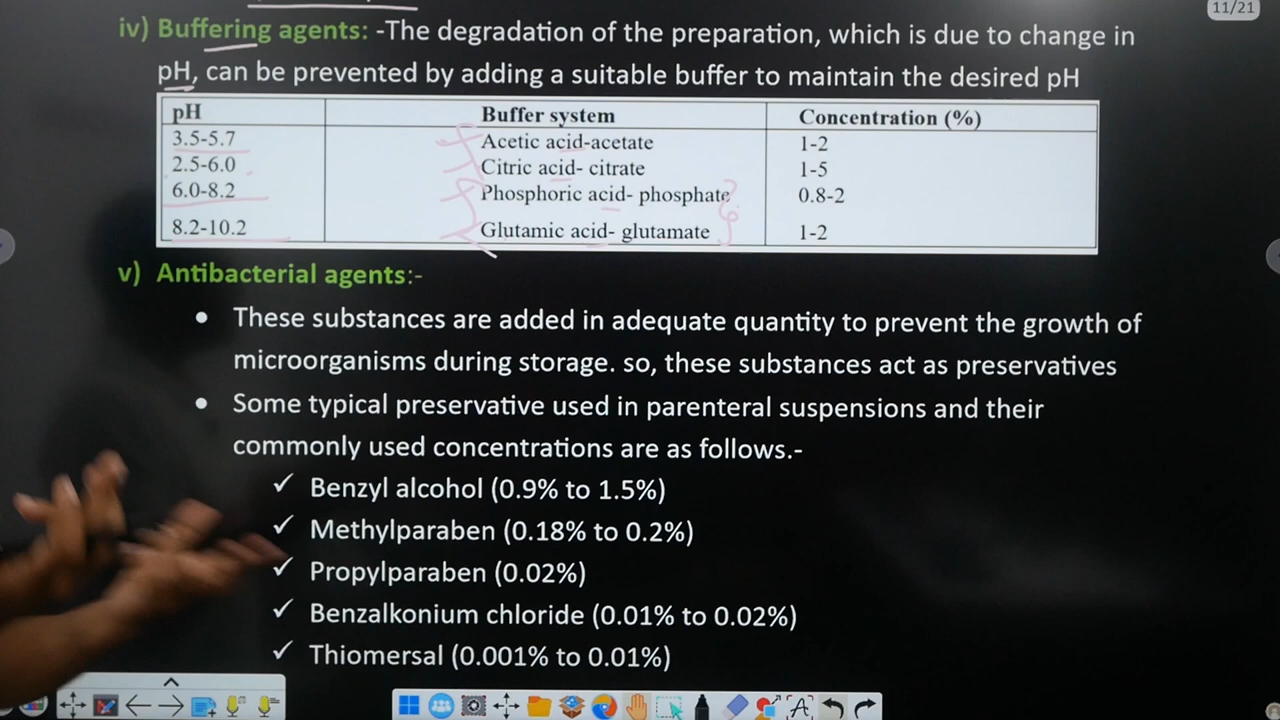 11/21
iv) Buffering agents: -The degradation of the preparation, which is due to change in
pH, can be prevented by adding a suitable buffer to maintain the desired pH
pH Buffer system Concentration (%)
3.5-5.7 Acetic acid-acetate 1-2
2.5-6.0 Citric acid- citrate 1-5
6.0-8.2 Phosphoric acid- phosphate 0.8-2
8.2-10.2 Glutamic acid- glutamate 1-2
v) Antibacterial agents:-
• These substances are added in adequate quantity to prevent the growth of
microorganisms during storage. so, these substances act as preservatives
• Some typical preservative used in parenteral suspensions and their
commonly used concentrations are as follows.-
✓ Benzyl alcohol (0.9% to 1.5%)
✓ Methylparaben (0.18% to 0.2%)
✓ Propylparaben (0.02%)
✓ Benzalkonium chloride (0.01% to 0.02%)
✓ Thiomersal (0.001% to 0.01%)